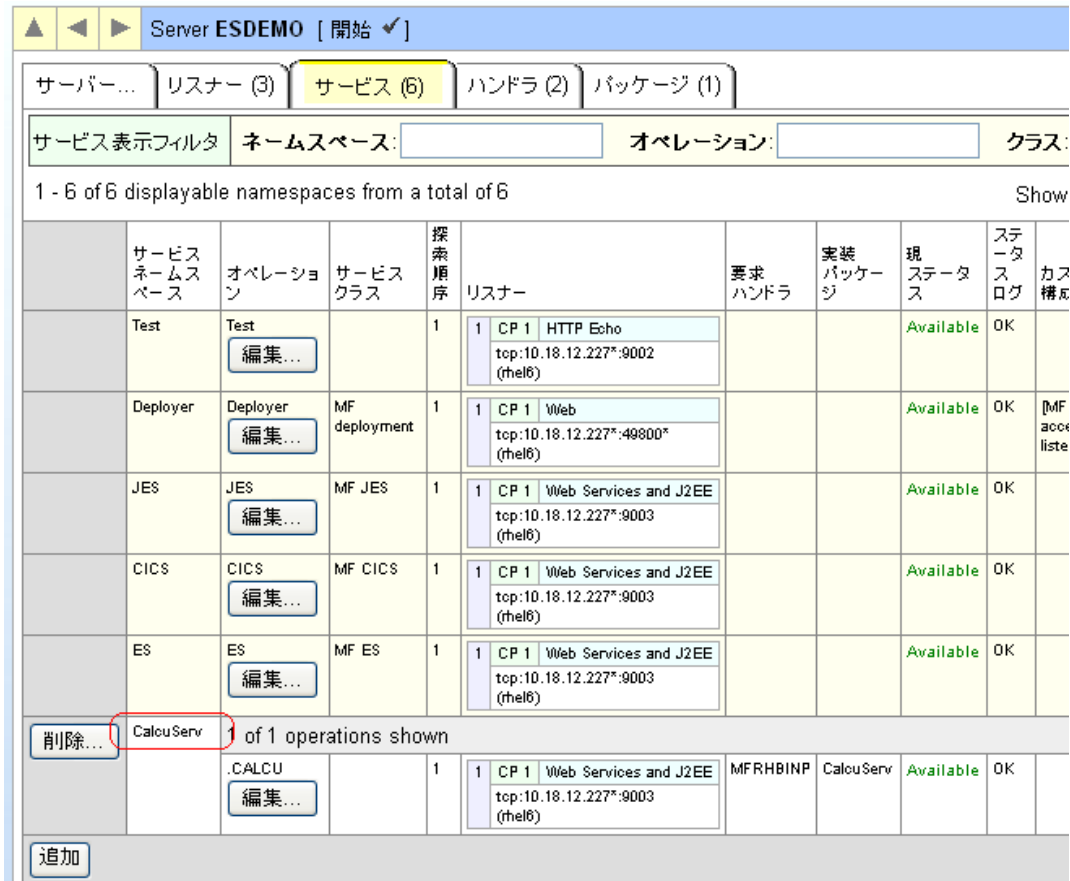 Server ESDEMO [ 開始 ✔ ]
サーバー... リスナー (3) サービス (6) ハンドラ (2) パッケージ (1)
サービス表示フィルタ ネームスペース: オペレーション: クラス:
1 - 6 of 6 displayable namespaces from a total of 6 Show
サービス
ネームス
ペース
オペレーショ
ン
サービス
クラス
探
索
順
序
リスナー
要求
ハンドラ
実装
パッケー
ジ
現
ステータ
ス
ステ
ータ
ス
ログ
カス
構成
Test Test 1 1 CP 1 HTTP Echo Available OK
編集... tcp:10.18.12.227*:9002
(rhel6)
Deployer Deployer MF 1 1 CP 1 Web Available OK [MF
編集... deployment tcp:10.18.12.227*:49800* acce
(rhel6) liste
JES JES MF JES 1 1 CP 1 Web Services and J2EE Available OK
編集... tcp:10.18.12.227*:9003
(rhel6)
CICS CICS MF CICS 1 1 CP 1 Web Services and J2EE Available OK
編集... tcp:10.18.12.227*:9003
(rhel6)
ES ES MF ES 1 1 CP 1 Web Services and J2EE Available OK
編集... tcp:10.18.12.227*:9003
(rhel6)
削除... CalcuServ 1 of 1 operations shown
.CALCU 1 1 CP 1 Web Services and J2EE MFRHBINP CalcuServ Available OK
編集... tcp:10.18.12.227*:9003
(rhel6)
追加